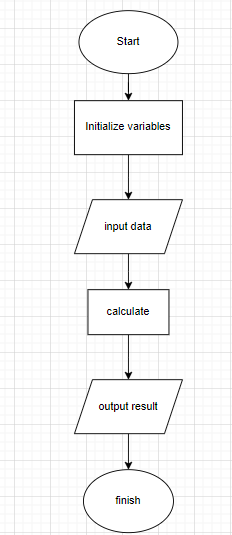 Start
Initialize variables
input data
calculate
output result
finish